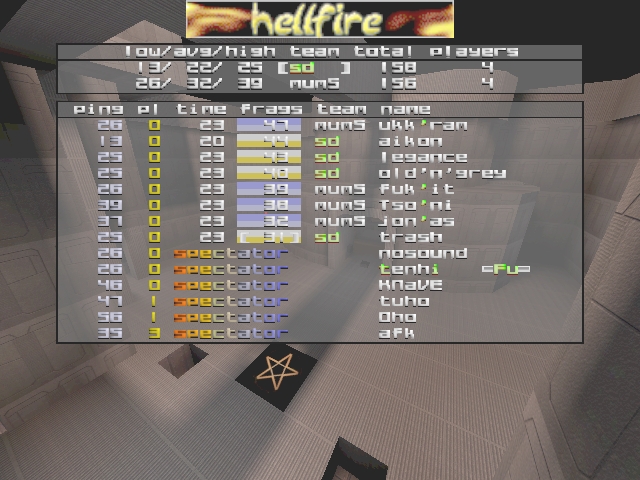 hellfire
low/avg/high team total players
13/ 22/ 25 [sd ] 158 4
26/ 32/ 39 mumS 156 4
ping pl time frags team name
26 0 23 47 mumS ukk'ram
13 0 20 44 sd aikon
25 0 23 43 sd legance
25 0 23 40 sd old'n'grey
26 0 23 39 mumS fuk'it
39 0 23 38 mumS Tso'ni
37 0 23 32 mumS jon'as
25 0 23 [ 31 ] sd trash
26 0 spectator nosound
26 0 spectator tenhi =Fu=
46 0 spectator KNaVE
47 1 spectator tuho
56 1 spectator Oho
35 3 spectator afk